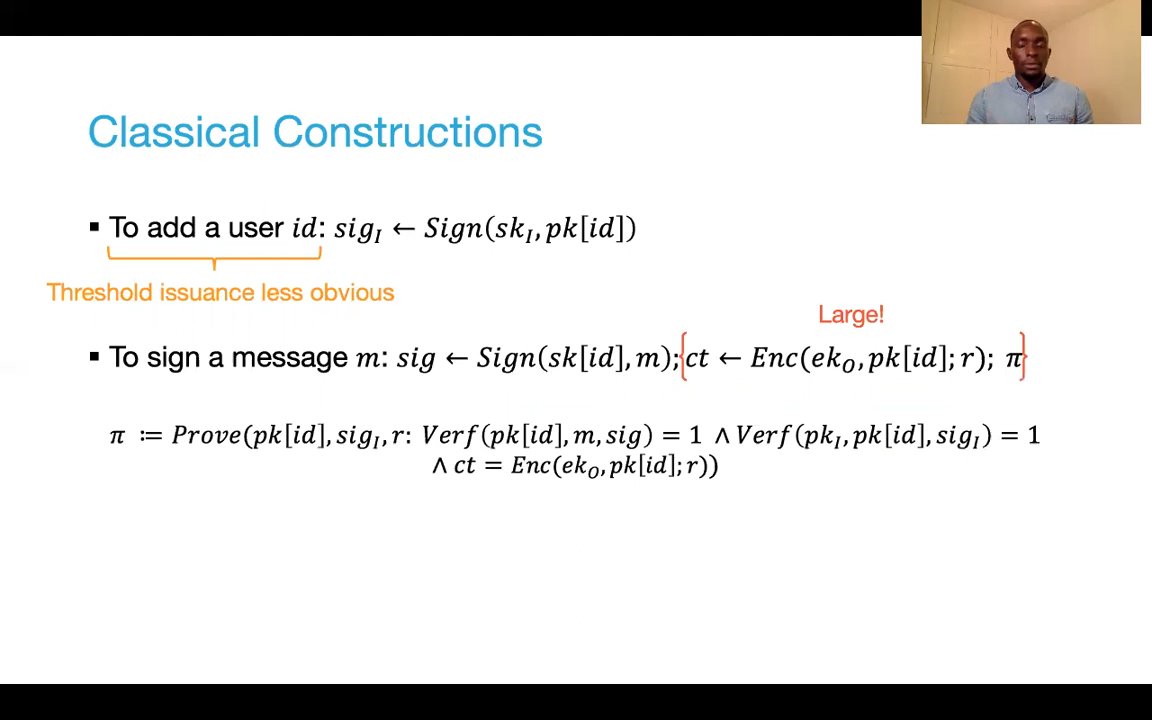 Classical Constructions
▪ To add a user 𝑖𝑑: 𝑠𝑖𝑔_I ← 𝑆𝑖𝑔𝑛(𝑠𝑘_I, 𝑝𝑘[𝑖𝑑])
Threshold issuance less obvious
Large!
▪ To sign a message 𝑚: 𝑠𝑖𝑔 ← 𝑆𝑖𝑔𝑛(𝑠𝑘[𝑖𝑑], 𝑚); {𝑐𝑡 ← 𝐸𝑛𝑐(𝑒𝑘_O, 𝑝𝑘[𝑖𝑑]; 𝑟); 𝜋}
𝜋 ≔ 𝑃𝑟𝑜𝑣𝑒(𝑝𝑘[𝑖𝑑], 𝑠𝑖𝑔_I, 𝑟: 𝑉𝑒𝑟𝑓(𝑝𝑘[𝑖𝑑], 𝑚, 𝑠𝑖𝑔) = 1 ∧ 𝑉𝑒𝑟𝑓(𝑝𝑘_I, 𝑝𝑘[𝑖𝑑], 𝑠𝑖𝑔_I) = 1
∧ 𝑐𝑡 = 𝐸𝑛𝑐(𝑒𝑘_O, 𝑝𝑘[𝑖𝑑]; 𝑟))